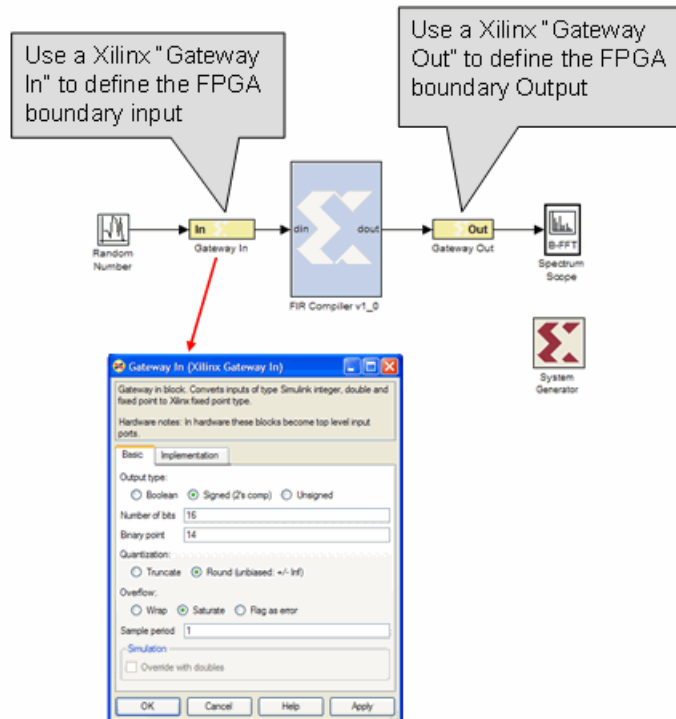 Use a Xilinx "Gateway
In" to define the FPGA
boundary input
Use a Xilinx "Gateway
Out" to define the FPGA
boundary Output
Random
Number
In
Gateway In
din
dout
FIR Compiler v1_0
Out
Gateway Out
B-FFT
Spectrum
Scope
System
Generator
Gateway In (Xilinx Gateway In)
Gateway in block. Converts inputs of type Simulink integer, double and
fixed point to Xilinx fixed point type.
Hardware notes: In hardware these blocks become top level input
ports.
Basic Implementation
Output type:
Boolean Signed (2's comp) Unsigned
Number of bits 16
Binary point 14
Quantization:
Truncate Round (unbiased: +/- Inf)
Overflow:
Wrap Saturate Flag as error
Sample period 1
Simulation
Override with doubles
OK Cancel Help Apply